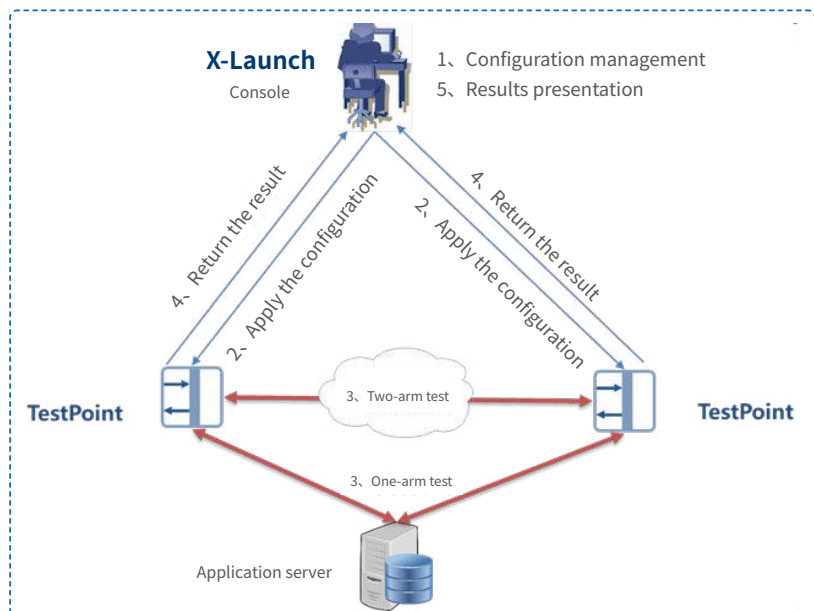 X-Launch
Console
1、Configuration management
5、Results presentation
4、Return the result
2、Apply the configuration
2、Apply the configuration
4、Return the result
TestPoint
3、Two-arm test
TestPoint
3、One-arm test
Application server